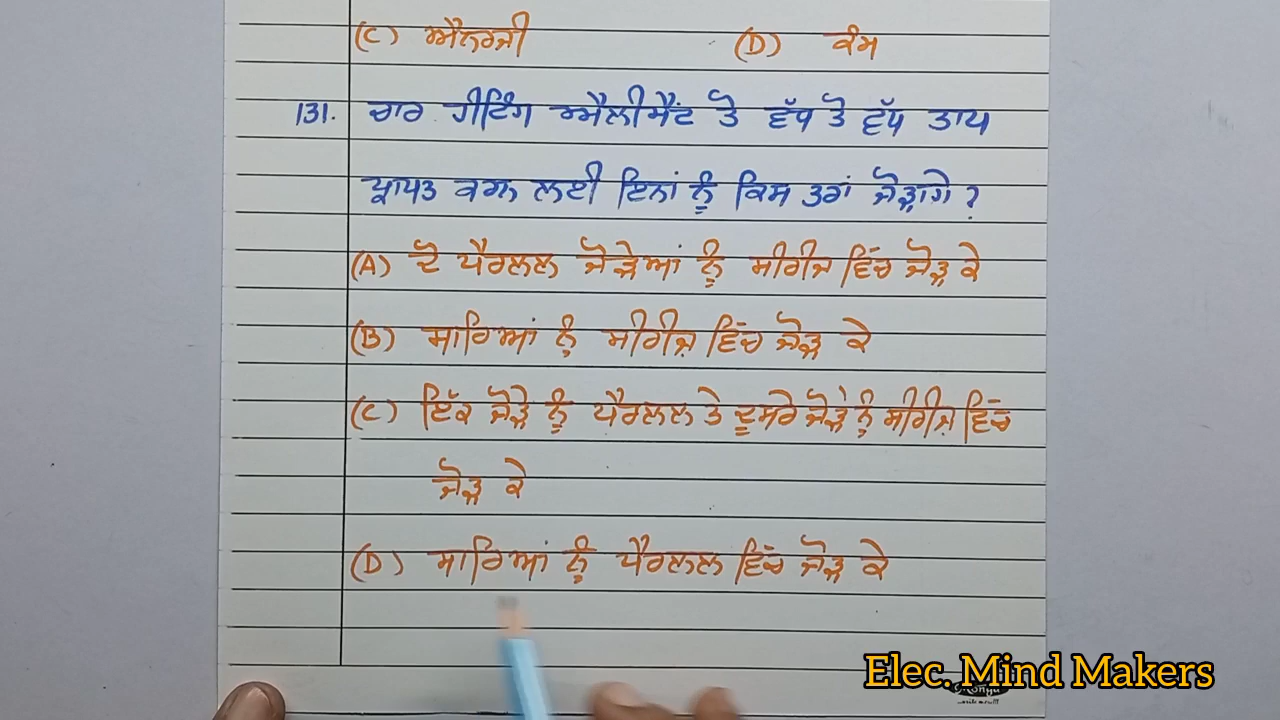 (C) ਐਨਰਜੀ (D) ਕੰਮ
131. ਚਾਰ ਹੀਟਿੰਗ ਐਲੀਮੈਂਟ ਤੋ ਵੱਧ ਤੋ ਵੱਧ ਤਾਪ
ਪ੍ਰਾਪਤ ਕਰਨ ਲਈ ਇਨਾਂ ਨੂੰ ਕਿਸ ਤਰਾਂ ਜੋੜਾਗੇ ?
(A) ਦੋ ਪੈਰਲਲ ਜੋੜੇਆਂ ਨੂੰ ਸੀਰੀਜ ਵਿੱਚ ਜੋੜ ਕੇ
(B) ਸਾਰਿਆਂ ਨੂੰ ਸੀਰੀਜ਼ ਵਿੱਚ ਜੋੜ ਕੇ
(C) ਇੱਕ ਜੋੜੇ ਨੂੰ ਪੈਰਲਲ ਤੇ ਦੂਸਰੇ ਜੋੜੇ ਨੂੰ ਸੀਰੀਜ਼ ਵਿੱਚ
ਜੋੜ ਕੇ
(D) ਸਾਰਿਆਂ ਨੂੰ ਪੈਰਲਲ ਵਿੱਚ ਜੋੜ ਕੇ
Elec. Mind Makers